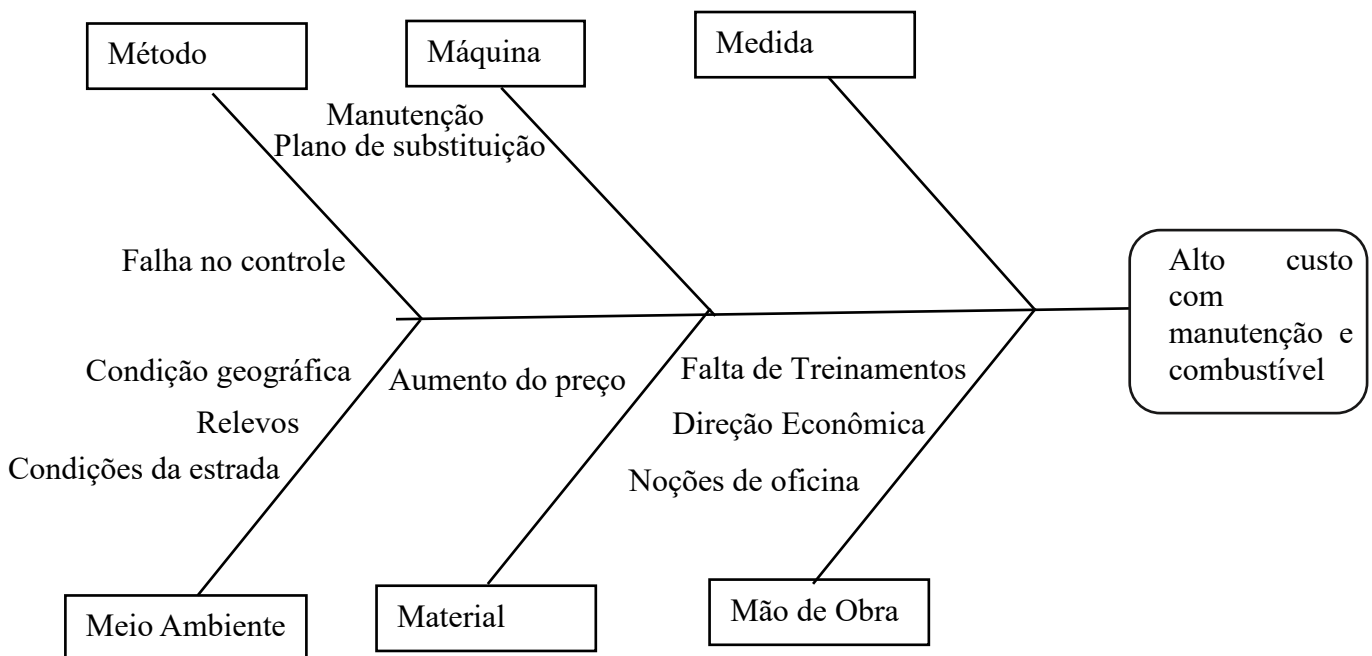 Método
Máquina
Medida
Manutenção
Plano de substituição
Falha no controle
Alto custo
com
manutenção e
combustível
Condição geográfica
Relevos
Condições da estrada
Aumento do preço
Falta de Treinamentos
Direção Econômica
Noções de oficina
Meio Ambiente
Material
Mão de Obra